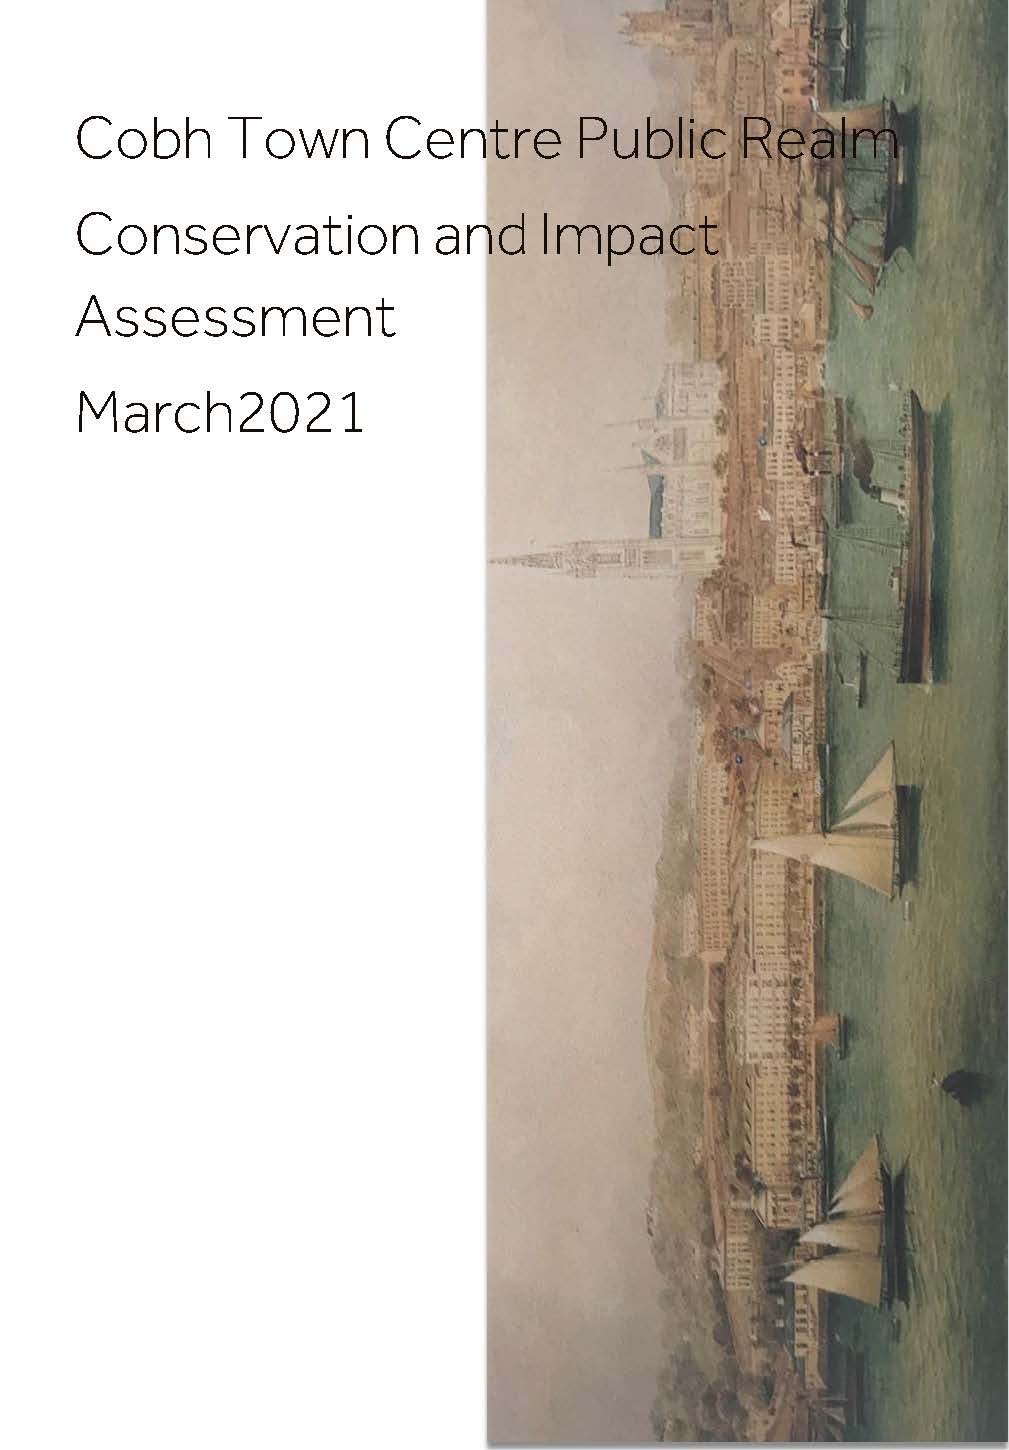 Cobh Town Centre Public Realm
Conservation and Impact
Assessment
March2021